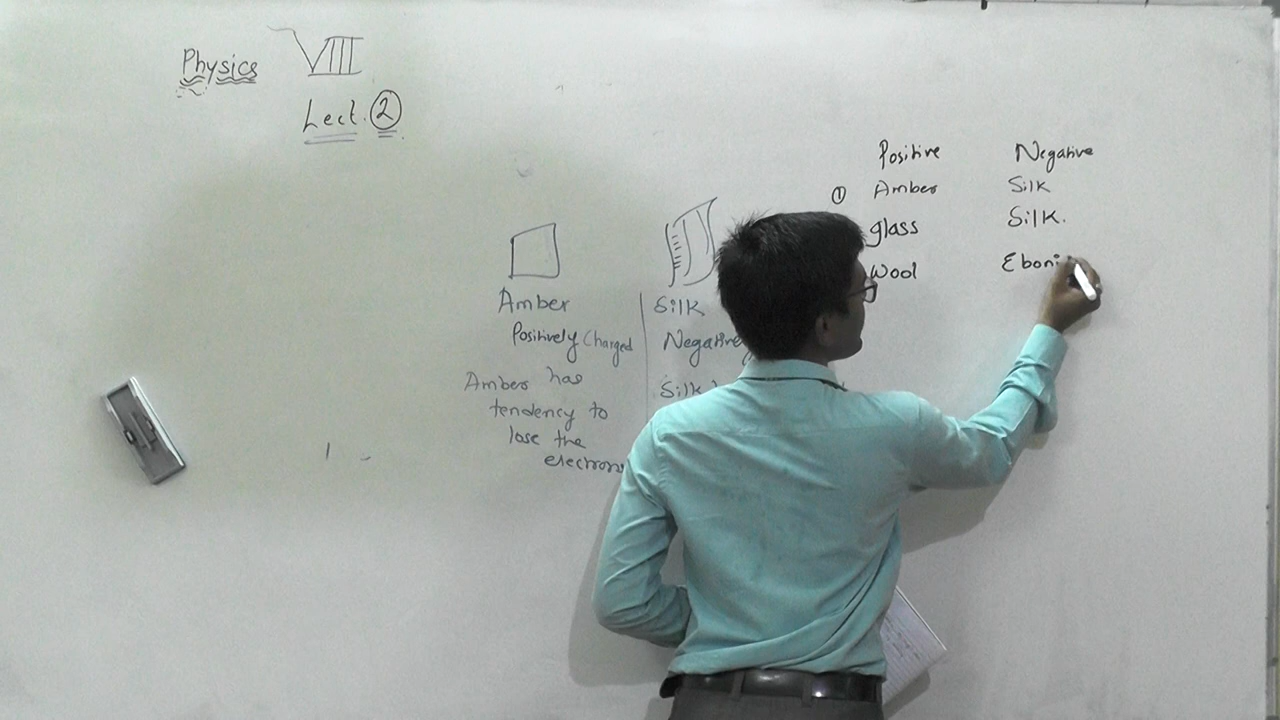 Physics VIII
Lect. 2
Positive Negative
① Amber Silk
glass Silk.
Wool Eboni
Amber Silk
Positively Charged Negative
Amber has Silk
tendency to
lose the
electrons